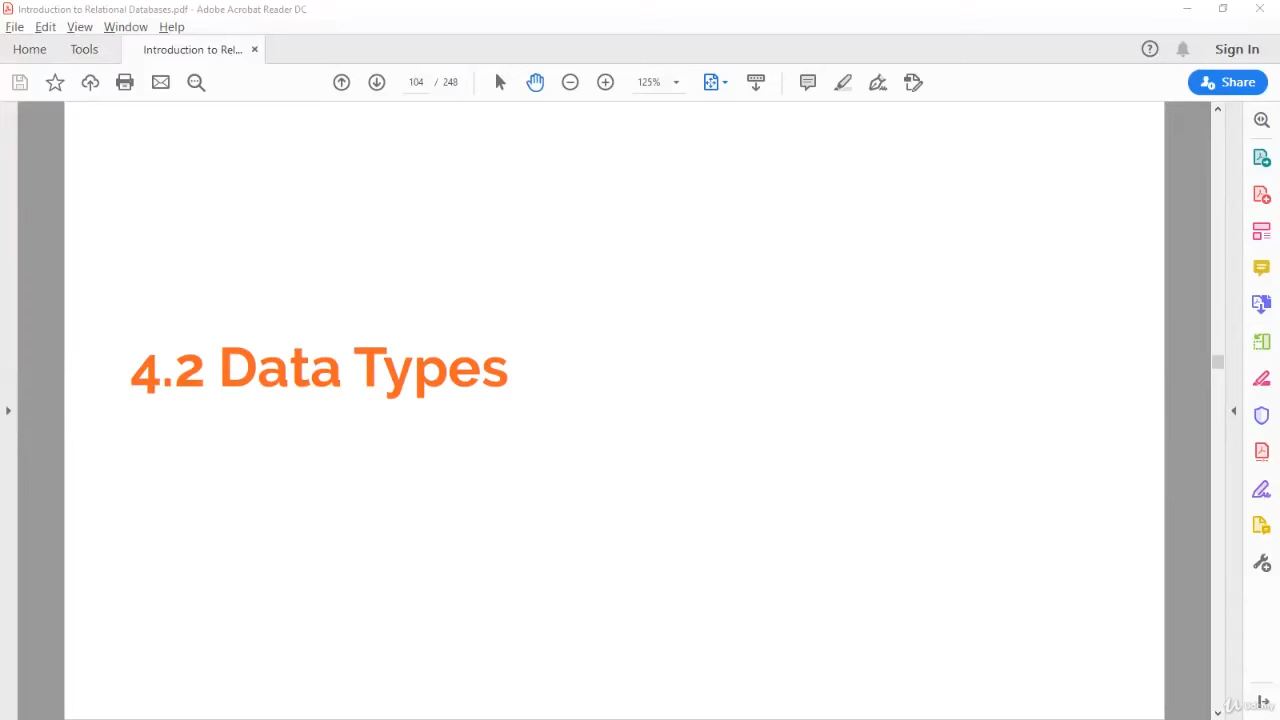 Introduction to Relational Databases.pdf - Adobe Acrobat Reader DC
File Edit View Window Help
Home Tools Introduction to Rel... × Sign In
104 / 248 125% Share
4.2 Data Types
Udemy